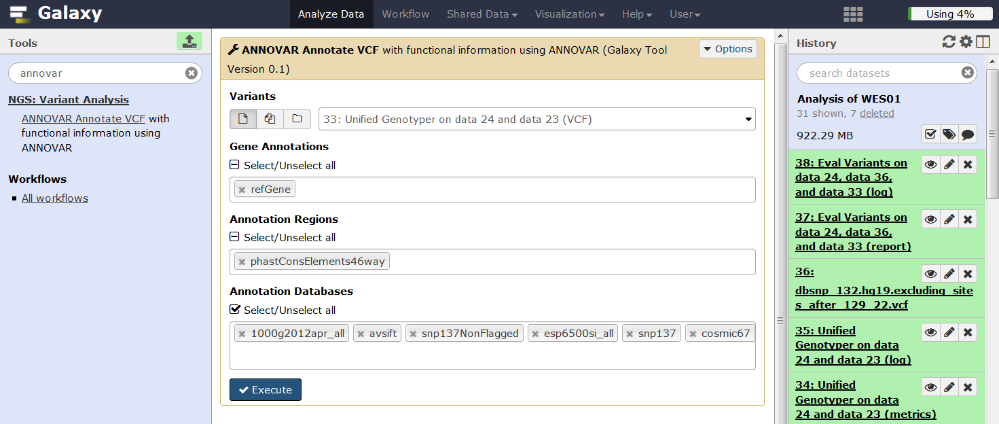 Galaxy
Analyze Data Workflow Shared Data Visualization Help User
Using 4%
Tools
annovar
NGS: Variant Analysis
ANNOVAR Annotate VCF with
functional information using
ANNOVAR
Workflows
All workflows
ANNOVAR Annotate VCF with functional information using ANNOVAR (Galaxy Tool
Version 0.1)
Options
Variants
33: Unified Genotyper on data 24 and data 23 (VCF)
Gene Annotations
Select/Unselect all
refGene
Annotation Regions
Select/Unselect all
phastConsElements46way
Annotation Databases
Select/Unselect all
1000g2012apr_all avsift snp137NonFlagged esp6500si_all snp137 cosmic67
Execute
History
search datasets
Analysis of WES01
31 shown, 7 deleted
922.29 MB
38: Eval Variants on
data 24, data 36,
and data 33 (log)
37: Eval Variants on
data 24, data 36,
and data 33 (report)
36:
dbsnp_132.hg19.excluding_site
s_after_129_22.vcf
35: Unified
Genotyper on data
24 and data 23 (log)
34: Unified
Genotyper on data
24 and data 23 (metrics)